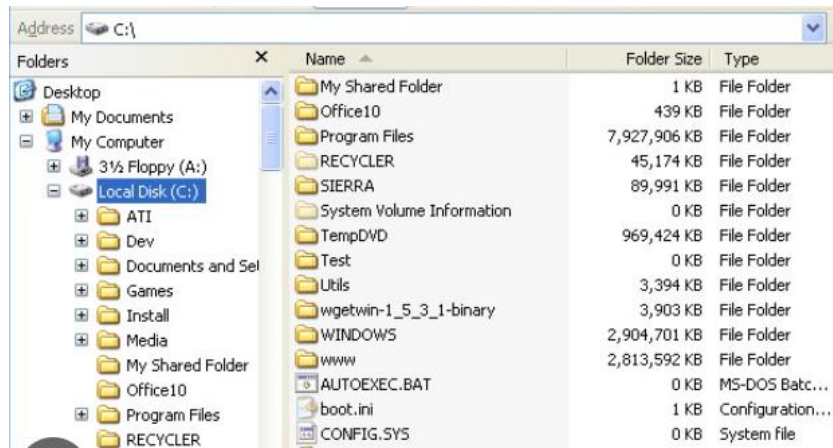 Address C:\
Folders
Desktop
My Documents
My Computer
3½ Floppy (A:)
Local Disk (C:)
ATI
Dev
Documents and Set
Games
Install
Media
My Shared Folder
Office10
Program Files
RECYCLER
Name Folder Size Type
My Shared Folder 1 KB File Folder
Office10 439 KB File Folder
Program Files 7,927,906 KB File Folder
RECYCLER 45,174 KB File Folder
SIERRA 89,991 KB File Folder
System Volume Information 0 KB File Folder
TempDVD 969,424 KB File Folder
Test 0 KB File Folder
Utils 3,394 KB File Folder
wgetwin-1_5_3_1-binary 3,903 KB File Folder
WINDOWS 2,904,701 KB File Folder
www 2,813,592 KB File Folder
AUTOEXEC.BAT 0 KB MS-DOS Batc...
boot.ini 1 KB Configuration...
CONFIG.SYS 0 KB System file